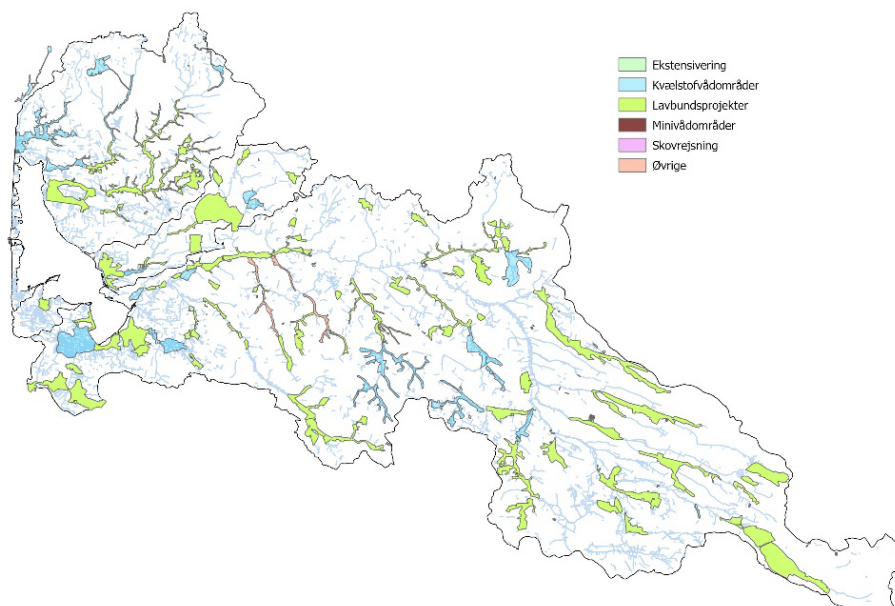 Ekstensivering
Kvælstofvådområder
Lavbundsprojekter
Minivådområder
Skovrejsning
Øvrige